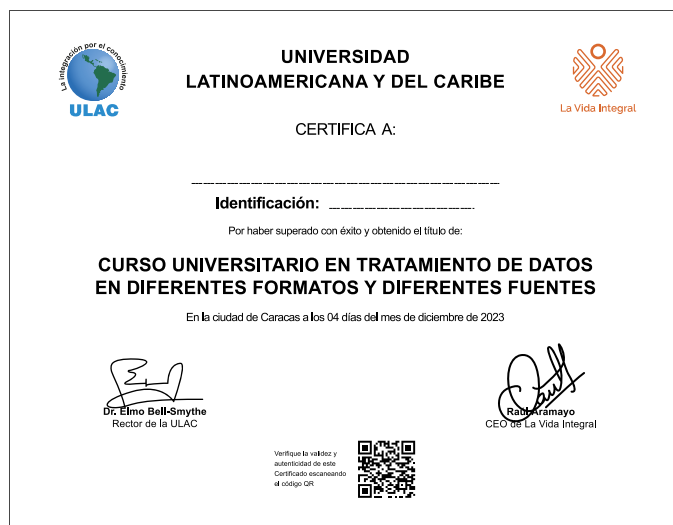 La integración por el conocimiento
ULAC
UNIVERSIDAD
LATINOAMERICANA Y DEL CARIBE
La Vida Integral
CERTIFICA A:
Identificación:
Por haber superado con éxito y obtenido el título de:
CURSO UNIVERSITARIO EN TRATAMIENTO DE DATOS
EN DIFERENTES FORMATOS Y DIFERENTES FUENTES
En la ciudad de Caracas a los 04 días del mes de diciembre de 2023
Dr. Elmo Bell-Smythe
Rector de la ULAC
Raúl Aramayo
CEO de La Vida Integral
Verifique la validez y
autenticidad de este
Certificado escaneando
el código QR